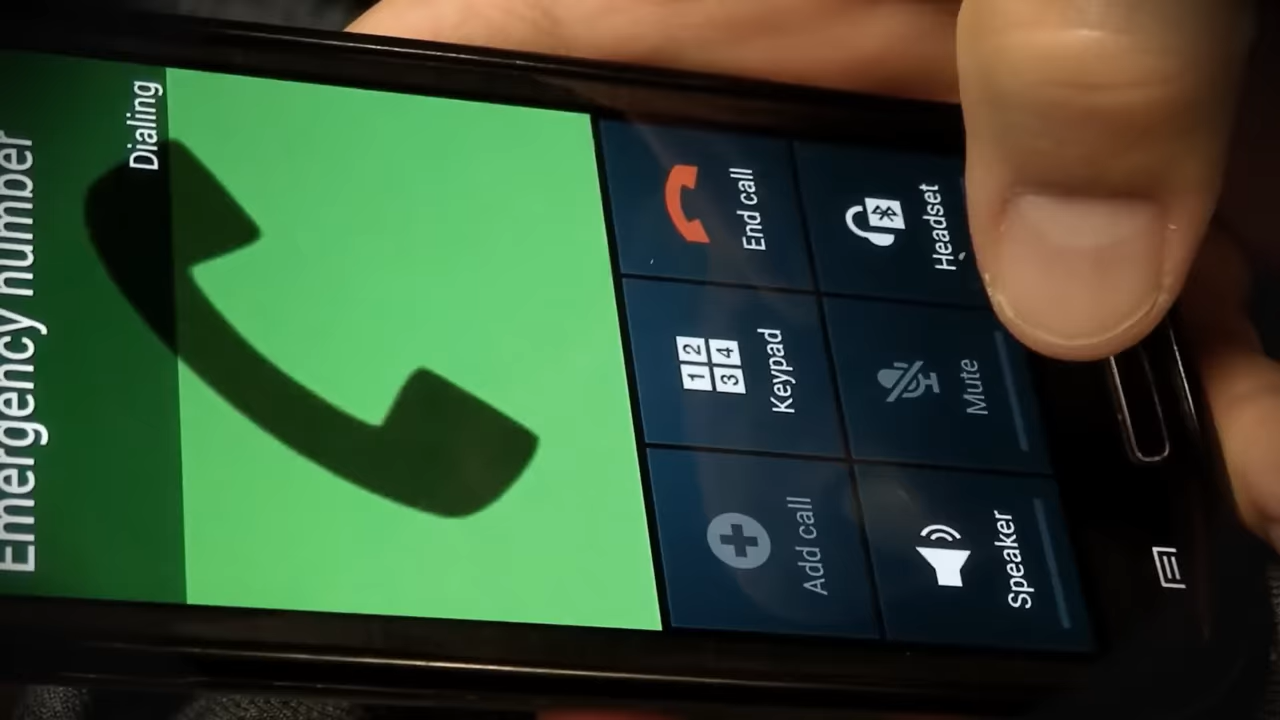 Emergency number
Dialing
Add call
1 2
3 4
Keypad
End call
Speaker
Mute
Headset